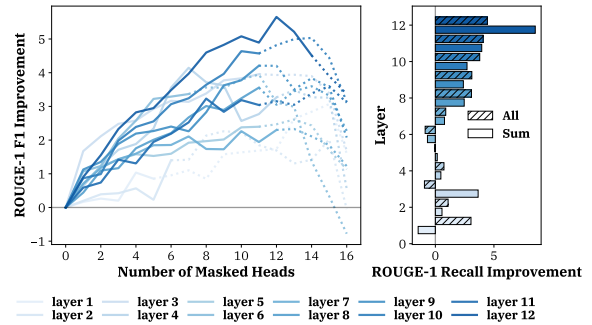 ROUGE-1 F1 Improvement
5
4
3
2
1
0
−1
0 2 4 6 8 10 12 14 16
Number of Masked Heads
Layer
12
10
8
6
4
2
0
All
Sum
0 5
ROUGE-1 Recall Improvement
layer 1 layer 3 layer 5 layer 7 layer 9 layer 11
layer 2 layer 4 layer 6 layer 8 layer 10 layer 12